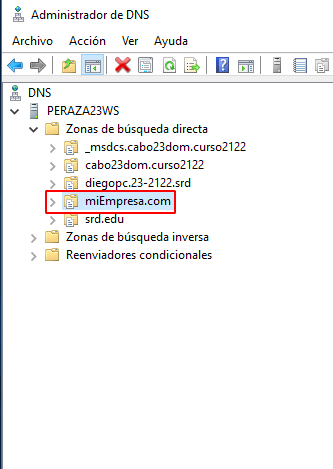 Administrador de DNS
Archivo Acción Ver Ayuda
DNS
PERAZA23WS
Zonas de búsqueda directa
_msdcs.cabo23dom.curso2122
cabo23dom.curso2122
diegopc.23-2122.srd
miEmpresa.com
srd.edu
Zonas de búsqueda inversa
Reenviadores condicionales